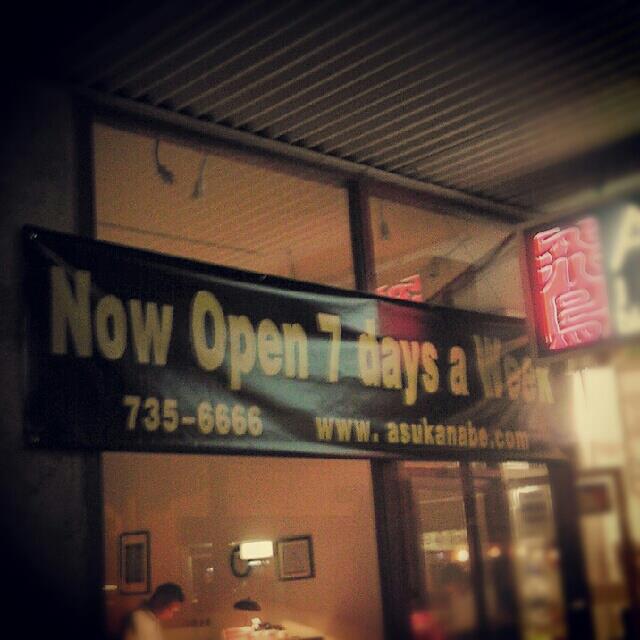 Now Open 7 days a Week
735-6666 www.asukanabe.com
飛鳥